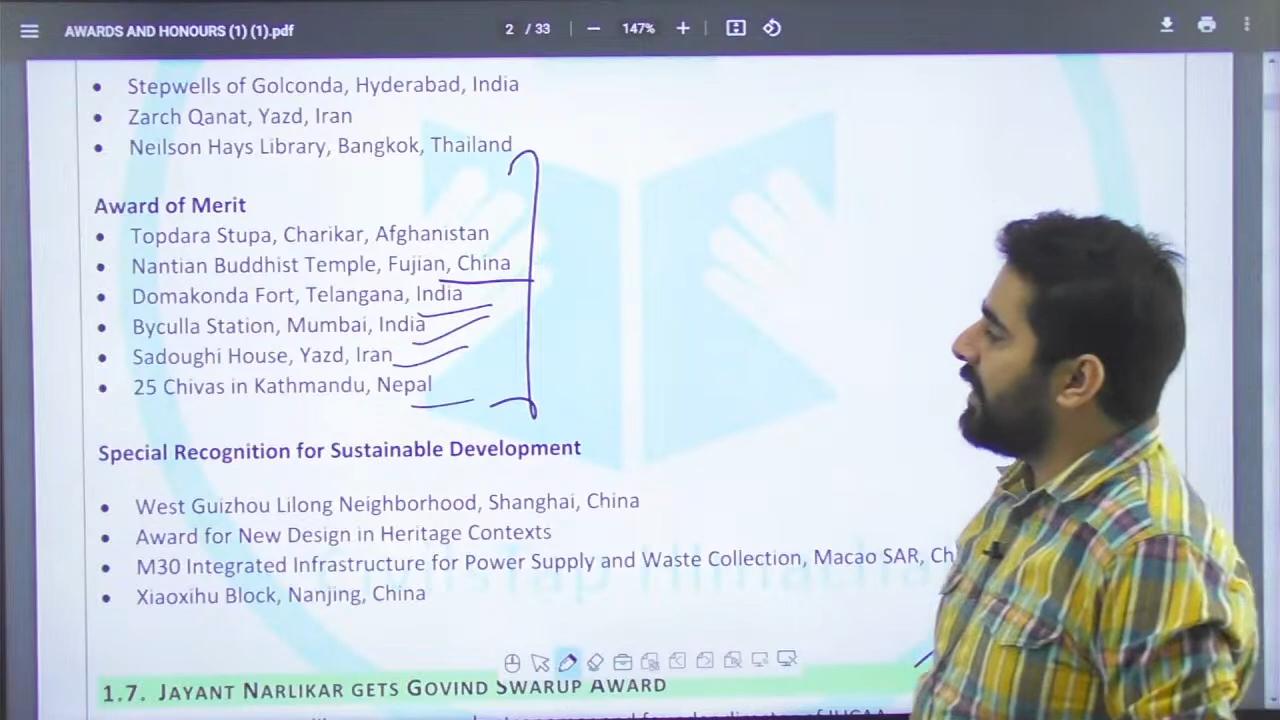 AWARDS AND HONOURS (1) (1).pdf
2 / 33
147%
Stepwells of Golconda, Hyderabad, India
Zarch Qanat, Yazd, Iran
Neilson Hays Library, Bangkok, Thailand
Award of Merit
Topdara Stupa, Charikar, Afghanistan
Nantian Buddhist Temple, Fujian, China
Domakonda Fort, Telangana, India
Byculla Station, Mumbai, India
Sadoughi House, Yazd, Iran
25 Chivas in Kathmandu, Nepal
Special Recognition for Sustainable Development
West Guizhou Lilong Neighborhood, Shanghai, China
Award for New Design in Heritage Contexts
M30 Integrated Infrastructure for Power Supply and Waste Collection, Macao SAR, Ch
Xiaoxihu Block, Nanjing, China
1.7. JAYANT NARLIKAR GETS GOVIND SWARUP AWARD